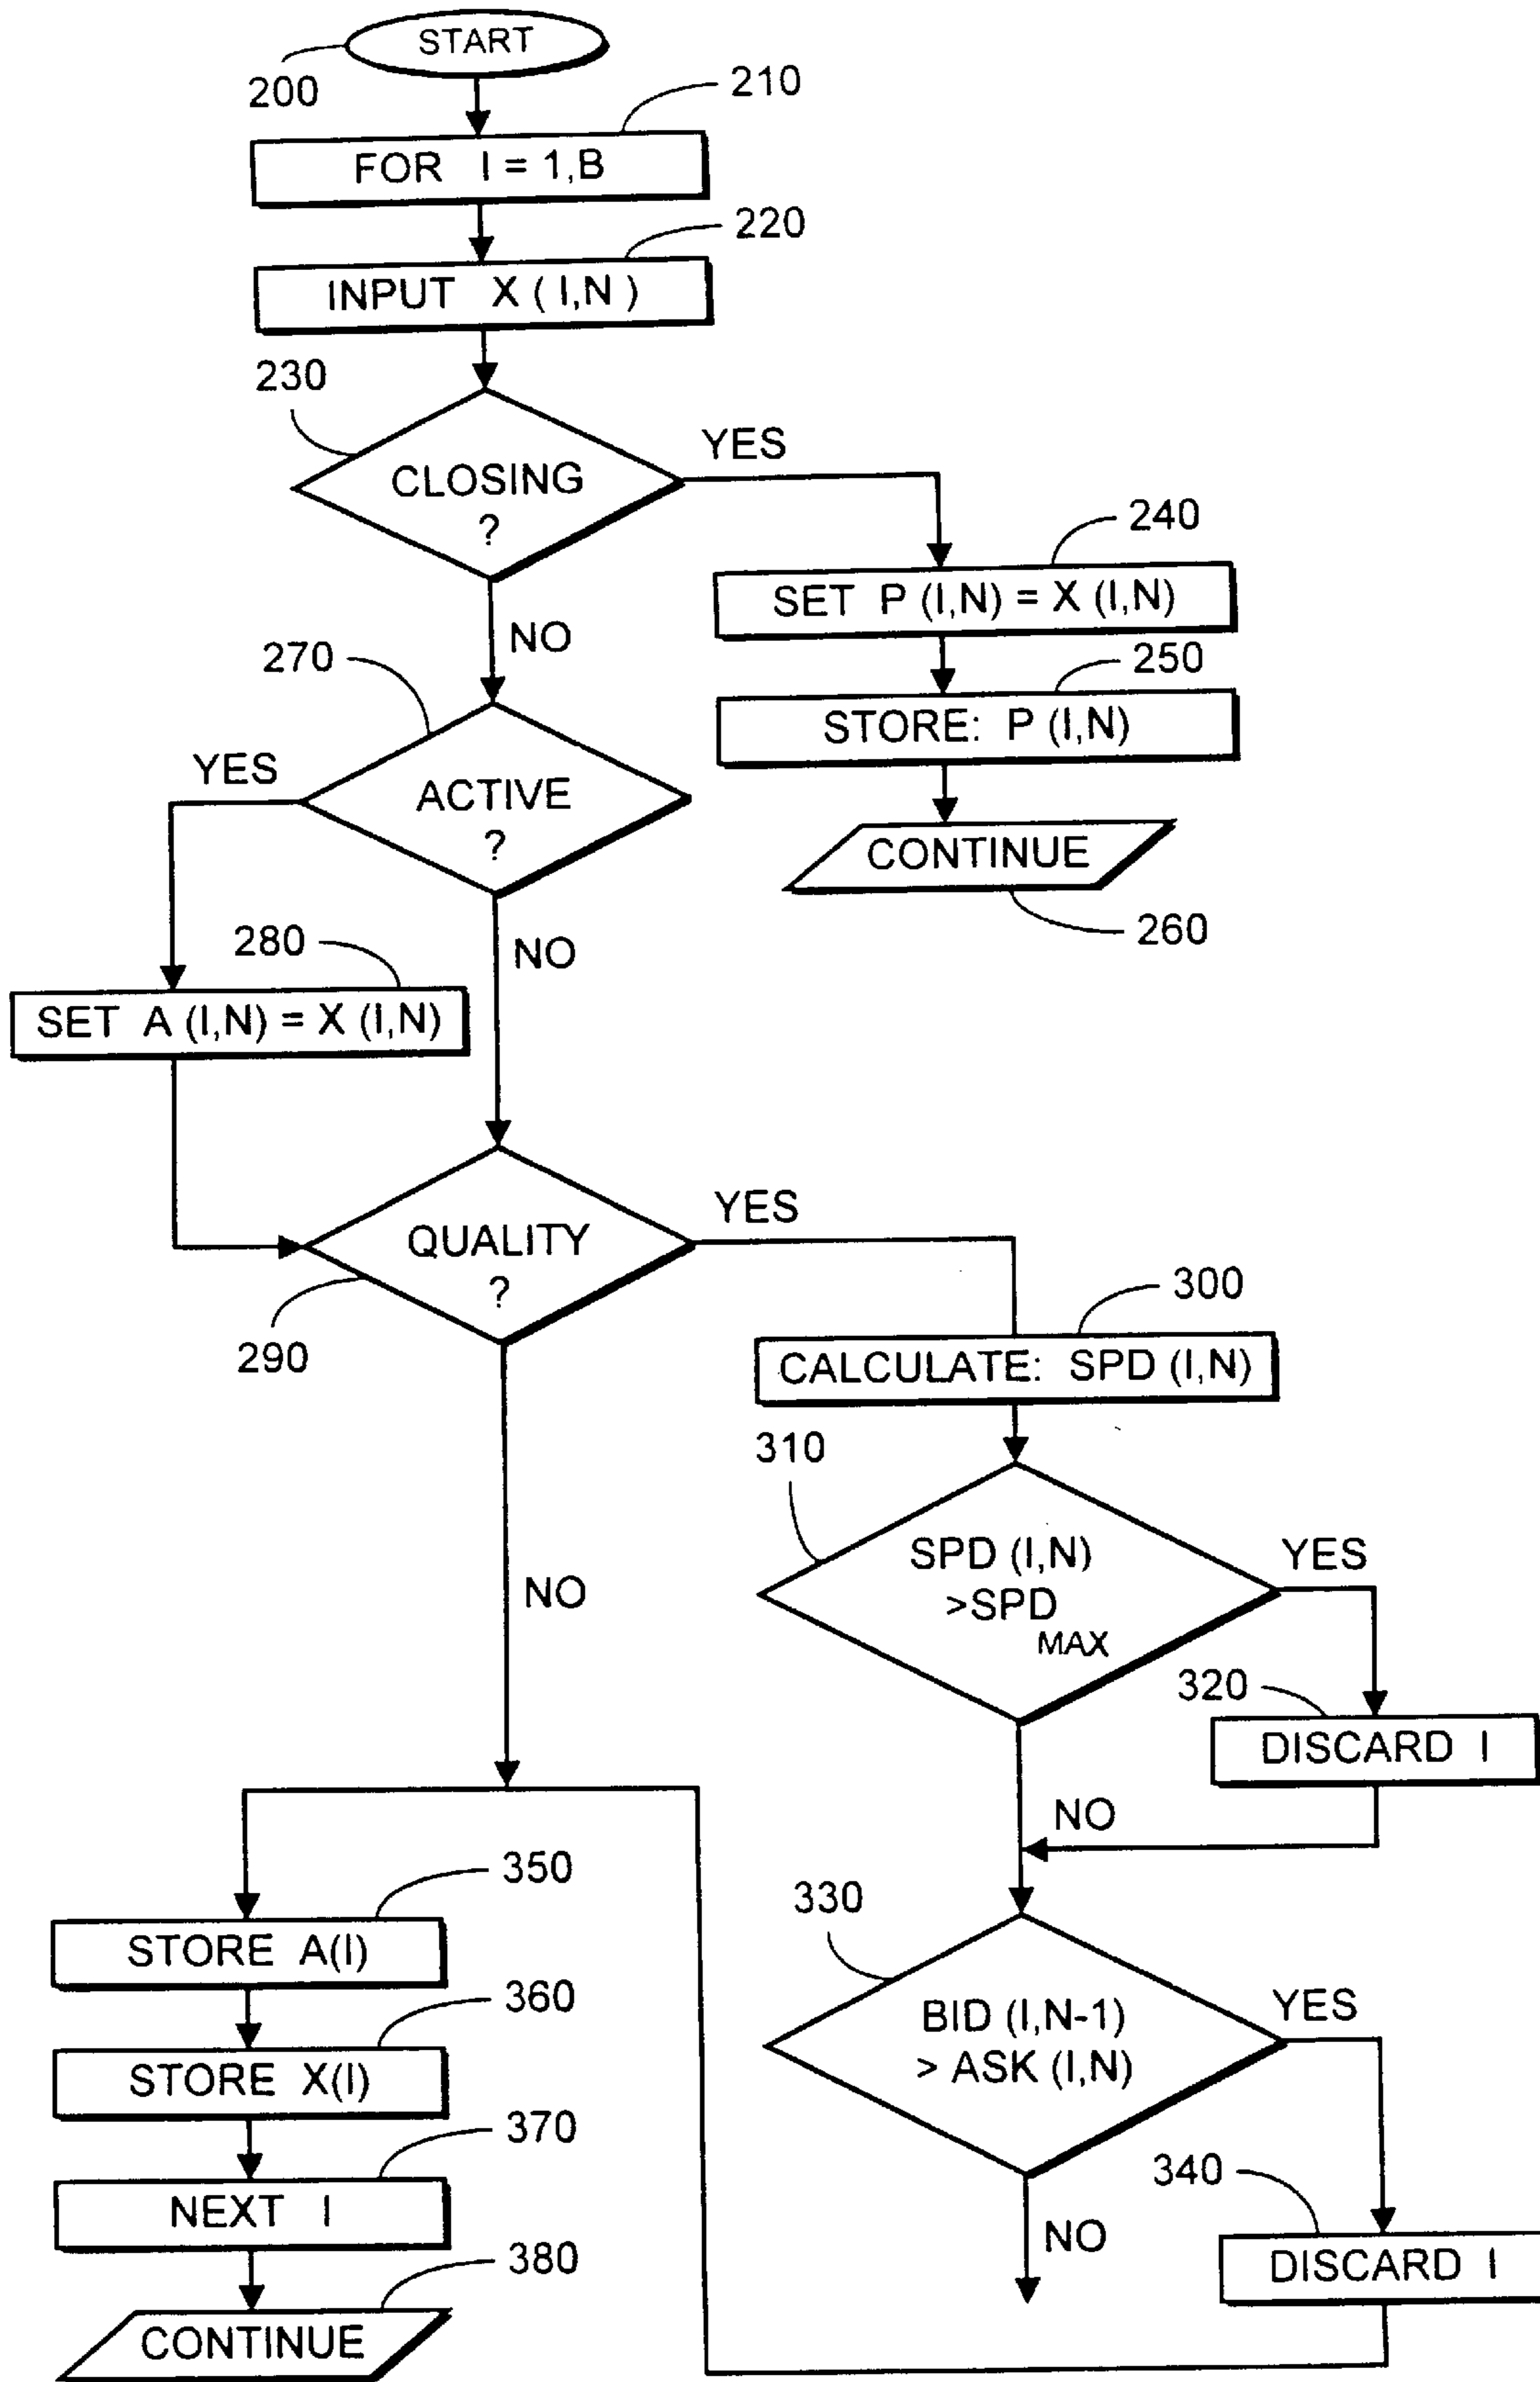 START
200
210
FOR I = 1,B
220
INPUT X ( I,N )
230
CLOSING
?
YES
240
SET P (I,N) = X (I,N)
NO
250
STORE: P (I,N)
270
YES
ACTIVE
?
CONTINUE
260
280
NO
SET A (I,N) = X (I,N)
YES
QUALITY
?
290
300
CALCULATE: SPD (I,N)
310
SPD (I,N)
>SPD
MAX
YES
NO
320
DISCARD I
NO
350
STORE A(I)
330
BID (I,N-1)
> ASK (I,N)
YES
360
STORE X(I)
370
NEXT I
340
NO
DISCARD I
380
CONTINUE